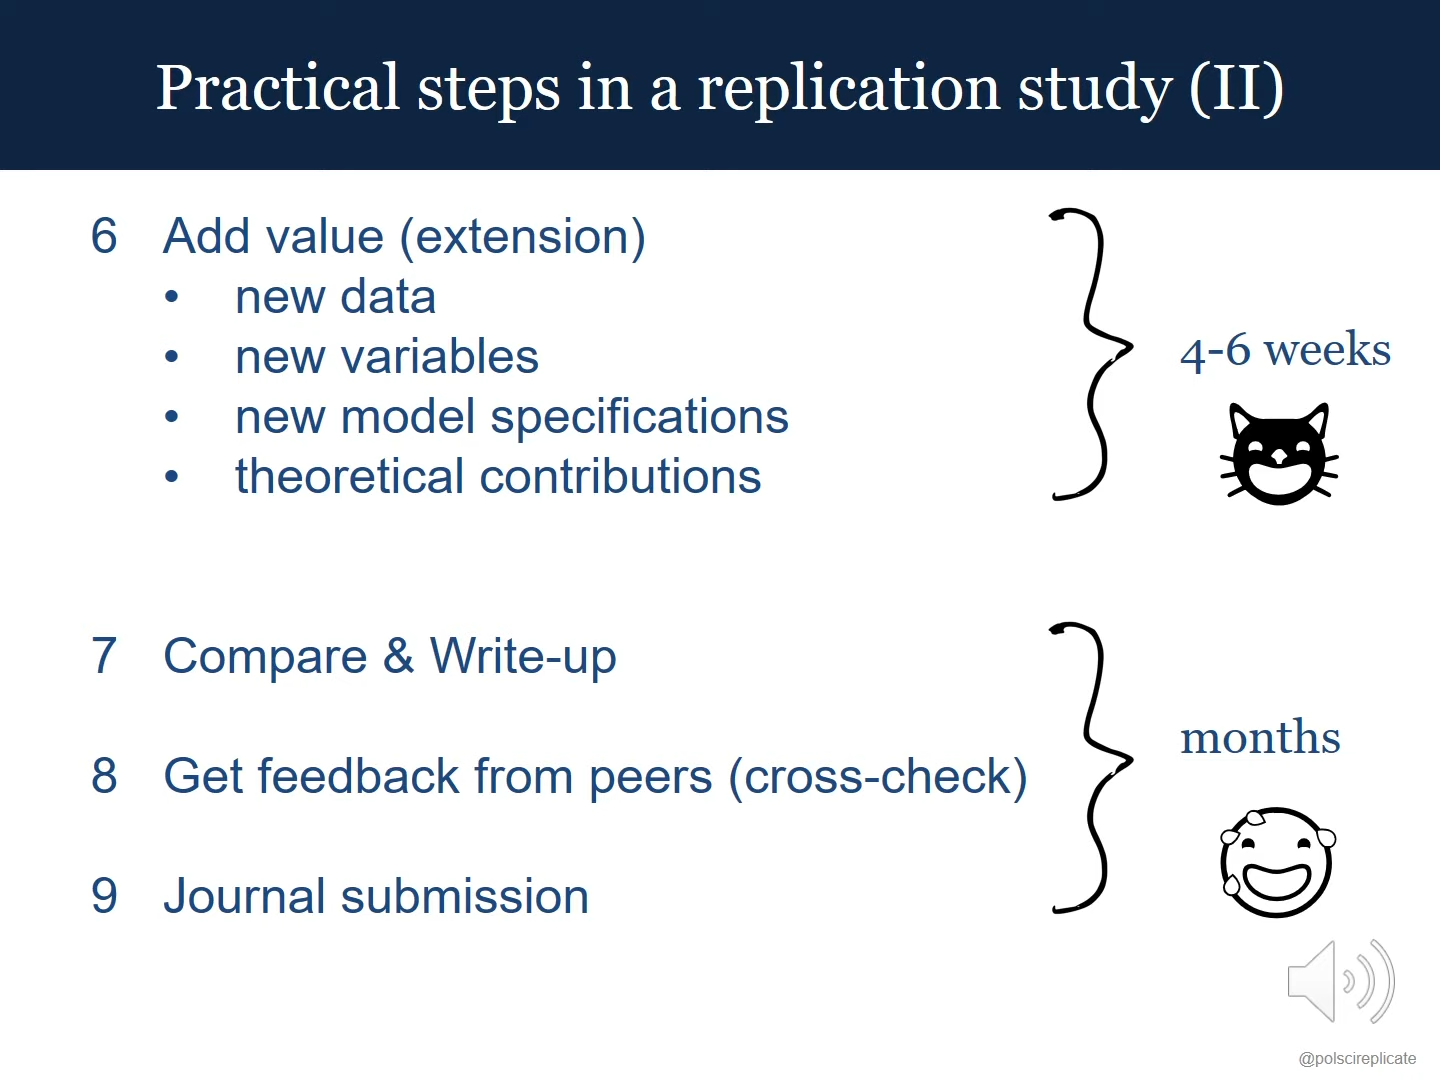 Practical steps in a replication study (II)
6 Add value (extension)
• new data
• new variables
• new model specifications
• theoretical contributions
4-6 weeks
7 Compare & Write-up
8 Get feedback from peers (cross-check)
9 Journal submission
months
@polscireplicate